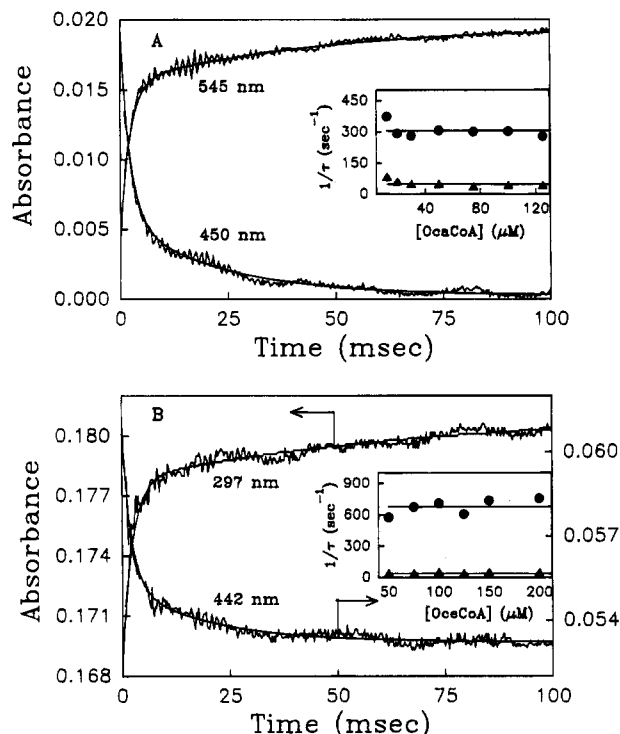 A
Absorbance
0.020
0.015
0.010
0.005
0.000
545 nm
450 nm
1/τ (sec⁻¹)
450
300
150
0
40 80 120
[OcaCoA] (μM)
0 25 50 75 100
Time (msec)
B
Absorbance
0.180
0.177
0.174
0.171
0.168
297 nm
442 nm
0.060
0.057
0.053
1/τ (sec⁻¹)
900
600
300
0
50 100 150 200
[OceCoA] (μM)
0 25 50 75 100
Time (msec)